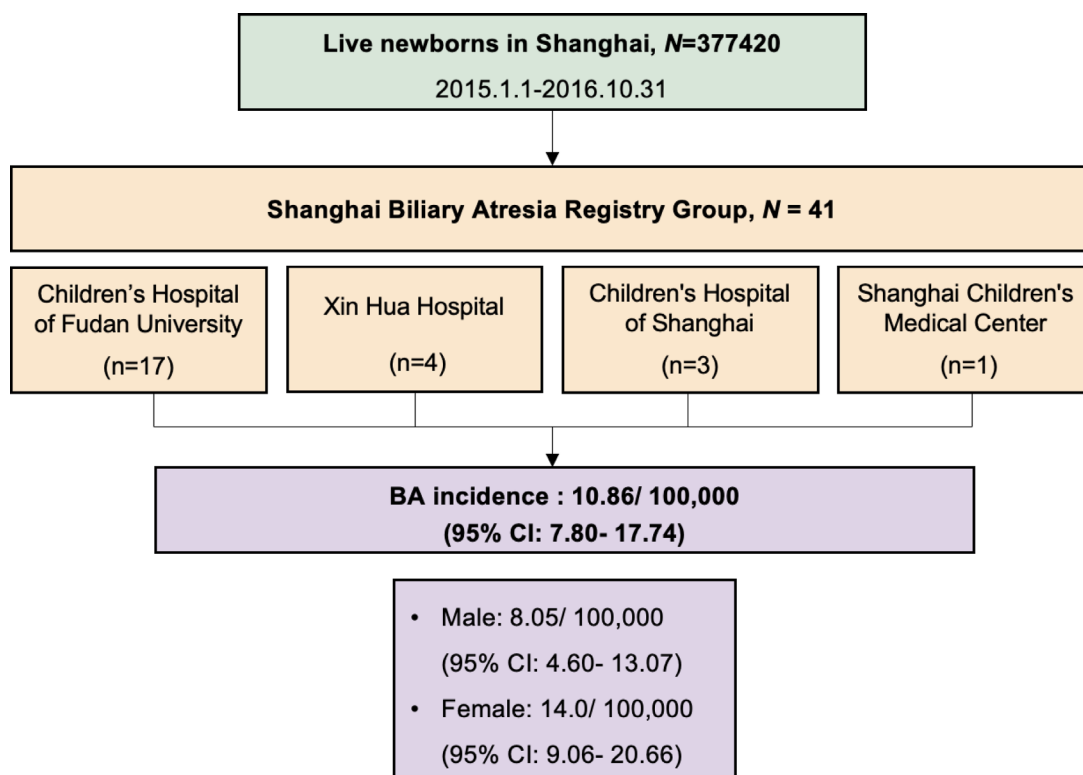 Live newborns in Shanghai, N=377420
2015.1.1-2016.10.31
Shanghai Biliary Atresia Registry Group, N = 41
Children’s Hospital
of Fudan University
(n=17)
Xin Hua Hospital
(n=4)
Children's Hospital
of Shanghai
(n=3)
Shanghai Children's
Medical Center
(n=1)
BA incidence : 10.86/ 100,000
(95% CI: 7.80- 17.74)
• Male: 8.05/ 100,000
(95% CI: 4.60- 13.07)
• Female: 14.0/ 100,000
(95% CI: 9.06- 20.66)